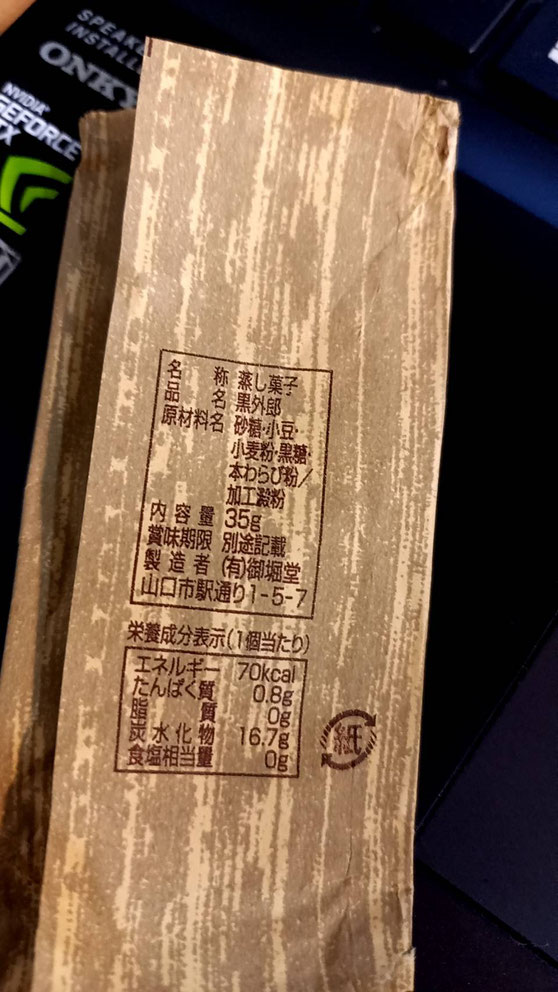 SPEAKE
INSTALL
ONKY
NVIDIA
GEFORCE
名称 蒸し菓子
品名 黒外郎
原材料名 砂糖・小豆・
小麦粉・黒糖・
本わらび粉／
加工澱粉
内容量 35g
賞味期限 別途記載
製造者 (有)御堀堂
山口市駅通り1-5-7
栄養成分表示(1個当たり)
エネルギー 70kcal
たんぱく質 0.8g
脂質 0g
炭水化物 16.7g
食塩相当量 0g
紙